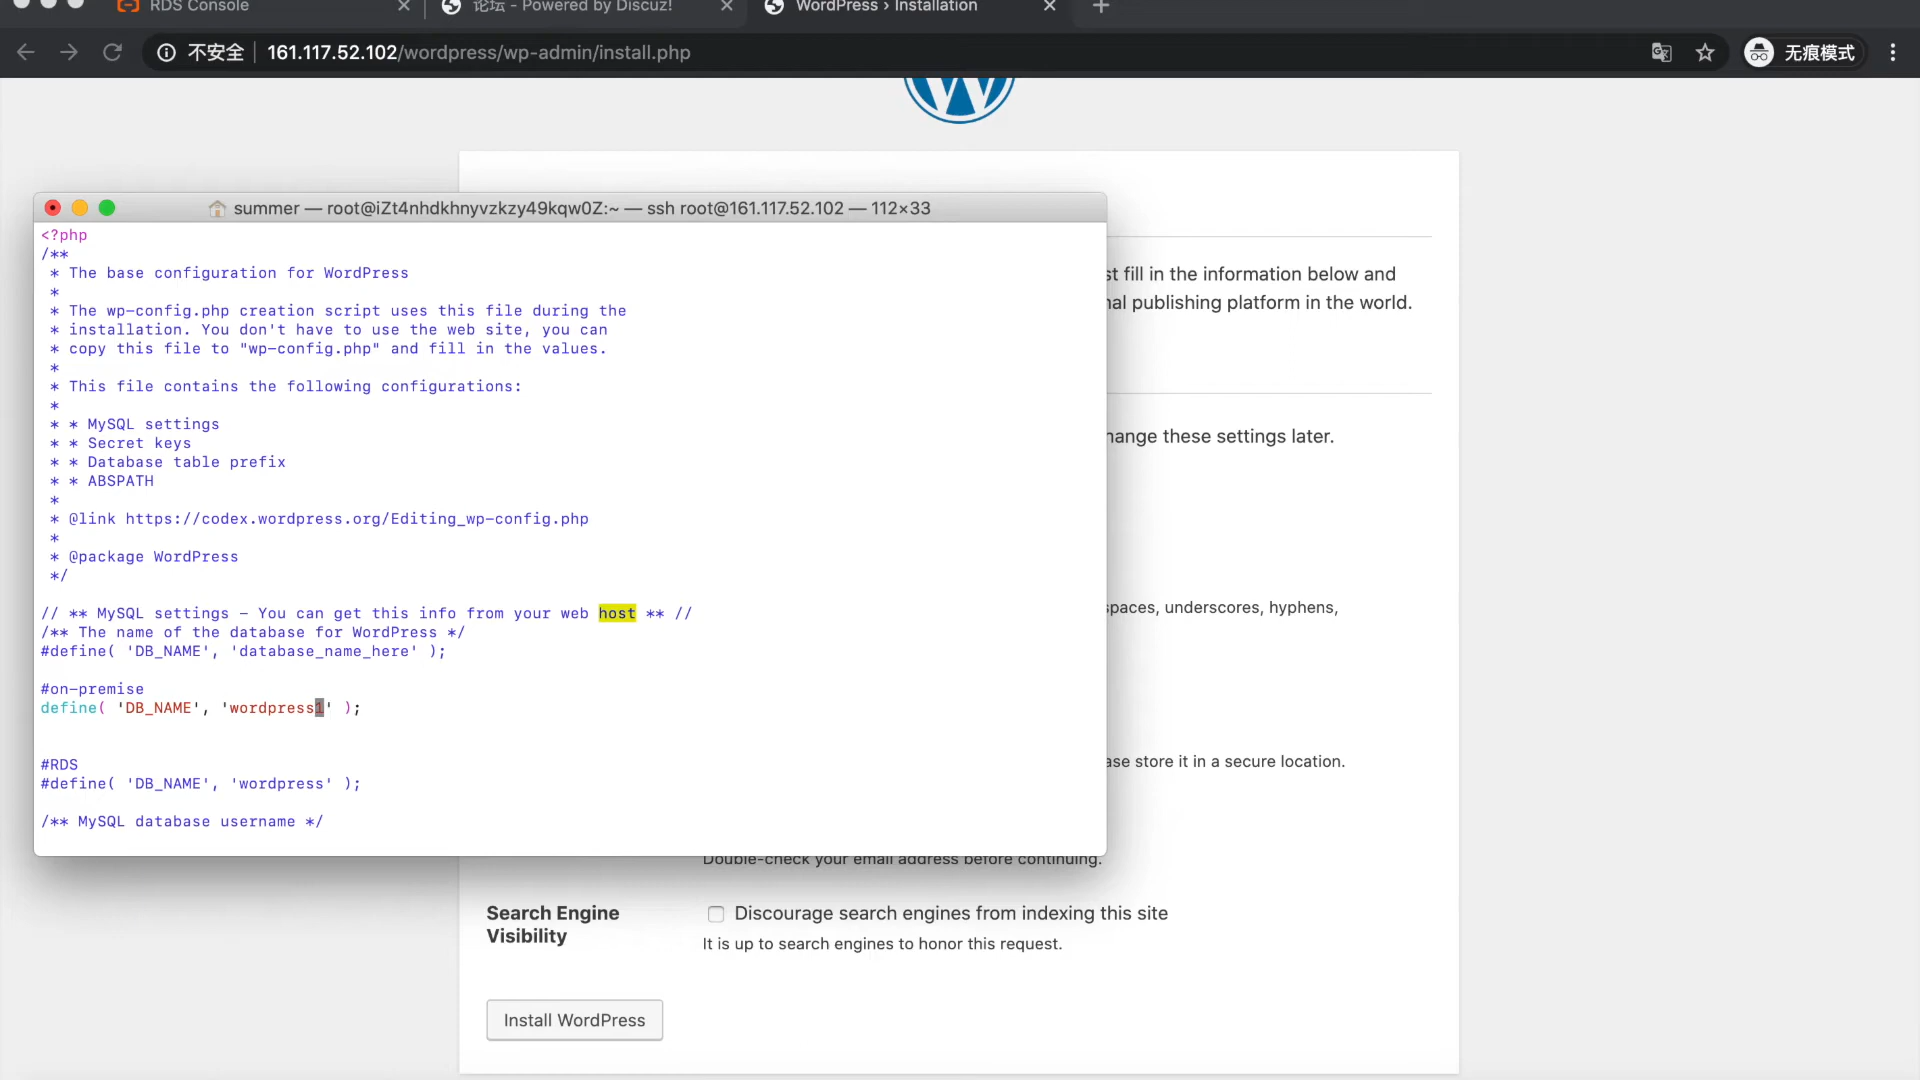 RDS Console
论坛 - Powered by Discuz!
WordPress › Installation
不安全
161.117.52.102/wordpress/wp-admin/install.php
无痕模式
summer — root@iZt4nhdkhnyvzkzy49kqw0Z:~ — ssh root@161.117.52.102 — 112×33
<?php
/**
 * The base configuration for WordPress
 *
 * The wp-config.php creation script uses this file during the
 * installation. You don't have to use the web site, you can
 * copy this file to "wp-config.php" and fill in the values.
 *
 * This file contains the following configurations:
 *
 * * MySQL settings
 * * Secret keys
 * * Database table prefix
 * * ABSPATH
 *
 * @link https://codex.wordpress.org/Editing_wp-config.php
 *
 * @package WordPress
 */
// ** MySQL settings - You can get this info from your web host ** //
/** The name of the database for WordPress */
#define( 'DB_NAME', 'database_name_here' );
#on-premise
define( 'DB_NAME', 'wordpress1' );
#RDS
#define( 'DB_NAME', 'wordpress' );
/** MySQL database username */
fill in the information below and
publishing platform in the world.
these settings later.
spaces, underscores, hyphens,
store it in a secure location.
Double-check your email address before continuing.
Search Engine
Visibility
Discourage search engines from indexing this site
It is up to search engines to honor this request.
Install WordPress